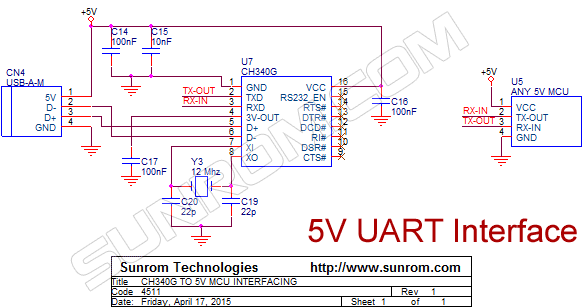 +5V
C14
100nF
C15
10nF
U7
CH340G
CN4
USB-A-M
5V 1
D- 2
D+ 3
GND 4
TX-OUT
RX-IN
1 GND
2 TXD
3 RXD
4 3V-OUT
5 D+
6 D-
7 XI
8 XO
VCC 16
RS232_EN 15
RTS# 14
DTR# 13
DCD# 12
RI# 11
DSR# 10
CTS# 9
C16
100nF
+5V
U5
ANY 5V MCU
RX-IN
TX-OUT
1 VCC
2 TX-OUT
3 RX-IN
4 GND
C17
100nF
Y3
12 Mhz
C20
22p
C19
22p
SUNROM.COM
SUNROM.COM
5V UART Interface
Sunrom Technologies http://www.sunrom.com
Title CH340G TO 5V MCU INTERFACING
Code 4511 Rev 1
Date: Friday, April 17, 2015 Sheet 1 of 1